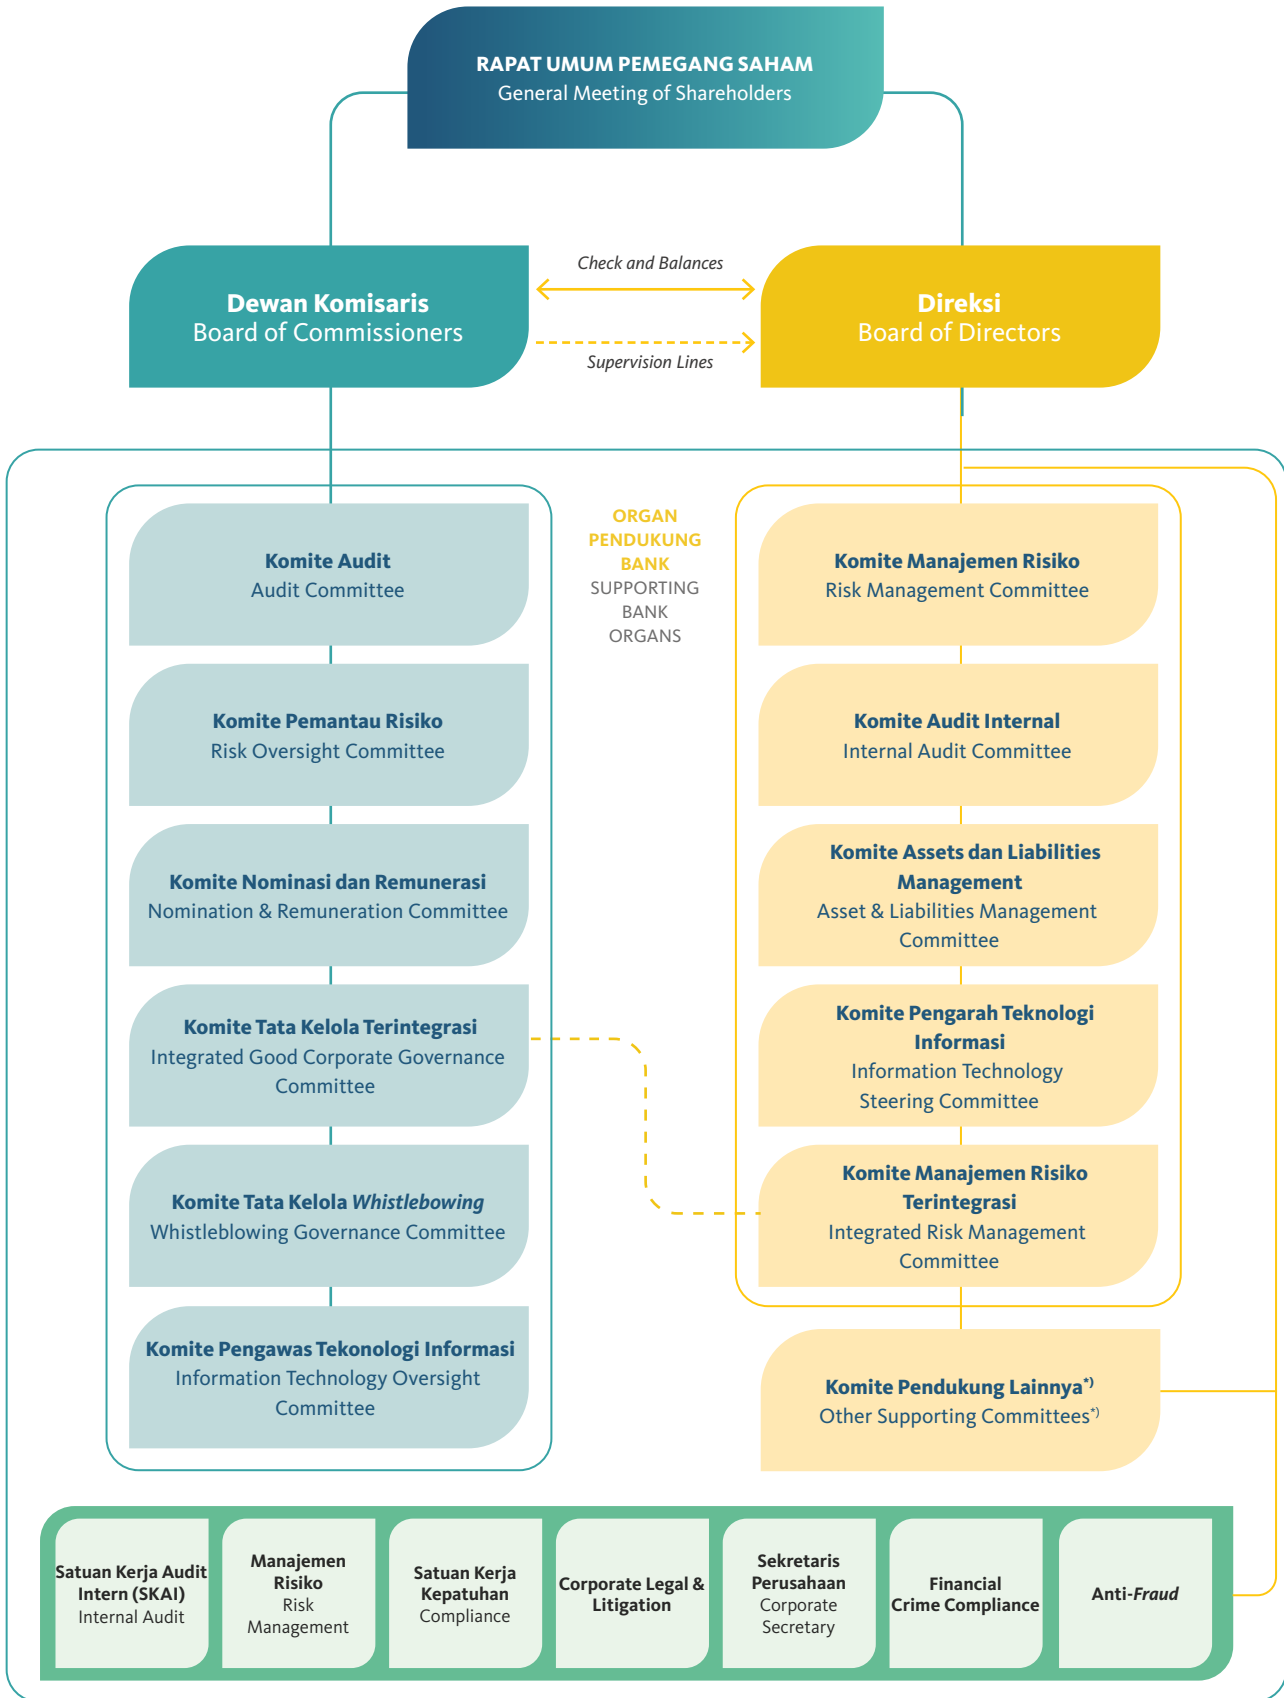 RAPAT UMUM PEMEGANG SAHAM
General Meeting of Shareholders
Check and Balances
Dewan Komisaris
Board of Commissioners
Direksi
Board of Directors
Supervision Lines
Komite Audit
Audit Committee
Komite Pemantau Risiko
Risk Oversight Committee
Komite Nominasi dan Remunerasi
Nomination & Remuneration Committee
Komite Tata Kelola Terintegrasi
Integrated Good Corporate Governance
Committee
Komite Tata Kelola Whistlebowing
Whistleblowing Governance Committee
Komite Pengawas Tekonologi Informasi
Information Technology Oversight
Committee
ORGAN
PENDUKUNG
BANK
SUPPORTING
BANK
ORGANS
Komite Manajemen Risiko
Risk Management Committee
Komite Audit Internal
Internal Audit Committee
Komite Assets dan Liabilities
Management
Asset & Liabilities Management
Committee
Komite Pengarah Teknologi
Informasi
Information Technology
Steering Committee
Komite Manajemen Risiko
Terintegrasi
Integrated Risk Management
Committee
Komite Pendukung Lainnya*)
Other Supporting Committees*)
Satuan Kerja Audit
Intern (SKAI)
Internal Audit
Manajemen
Risiko
Risk
Management
Satuan Kerja
Kepatuhan
Compliance
Corporate Legal &
Litigation
Sekretaris
Perusahaan
Corporate
Secretary
Financial
Crime Compliance
Anti-Fraud